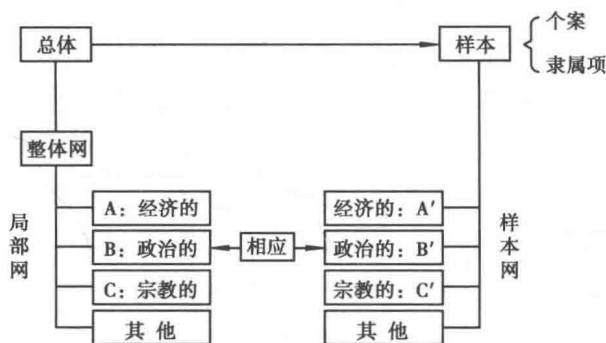 总体
样本
个案
隶属项
整体网
局部网
A：经济的
B：政治的
C：宗教的
其 他
相应
经济的：A′
政治的：B′
宗教的：C′
其 他
样本网